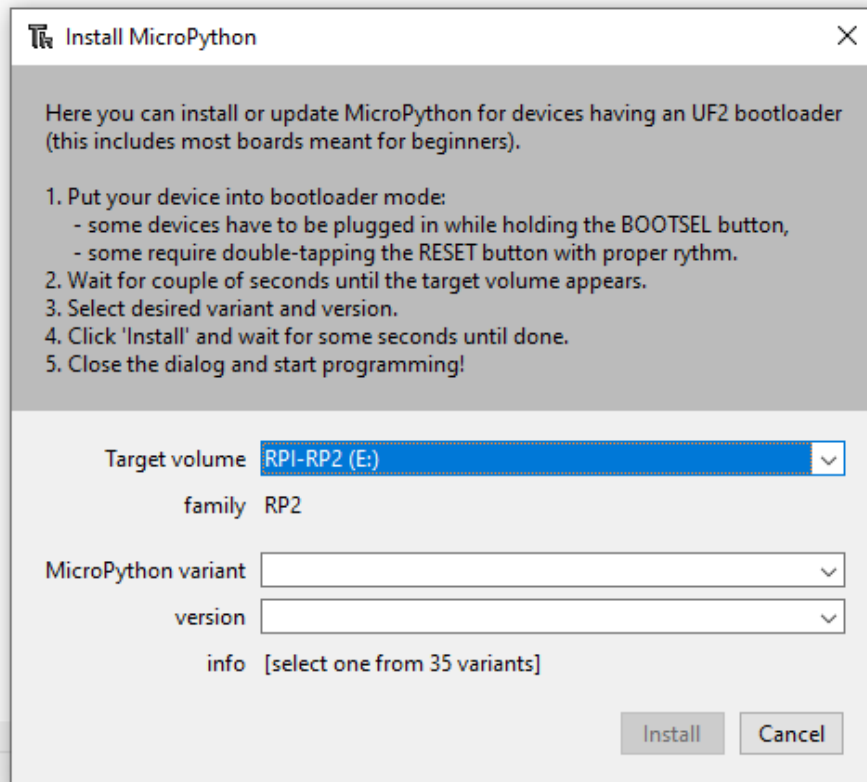 Install MicroPython
Here you can install or update MicroPython for devices having an UF2 bootloader
(this includes most boards meant for beginners).
1. Put your device into bootloader mode:
- some devices have to be plugged in while holding the BOOTSEL button,
- some require double-tapping the RESET button with proper rythm.
2. Wait for couple of seconds until the target volume appears.
3. Select desired variant and version.
4. Click 'Install' and wait for some seconds until done.
5. Close the dialog and start programming!
Target volume RPI-RP2 (E:)
family RP2
MicroPython variant
version
info [select one from 35 variants]
Install Cancel